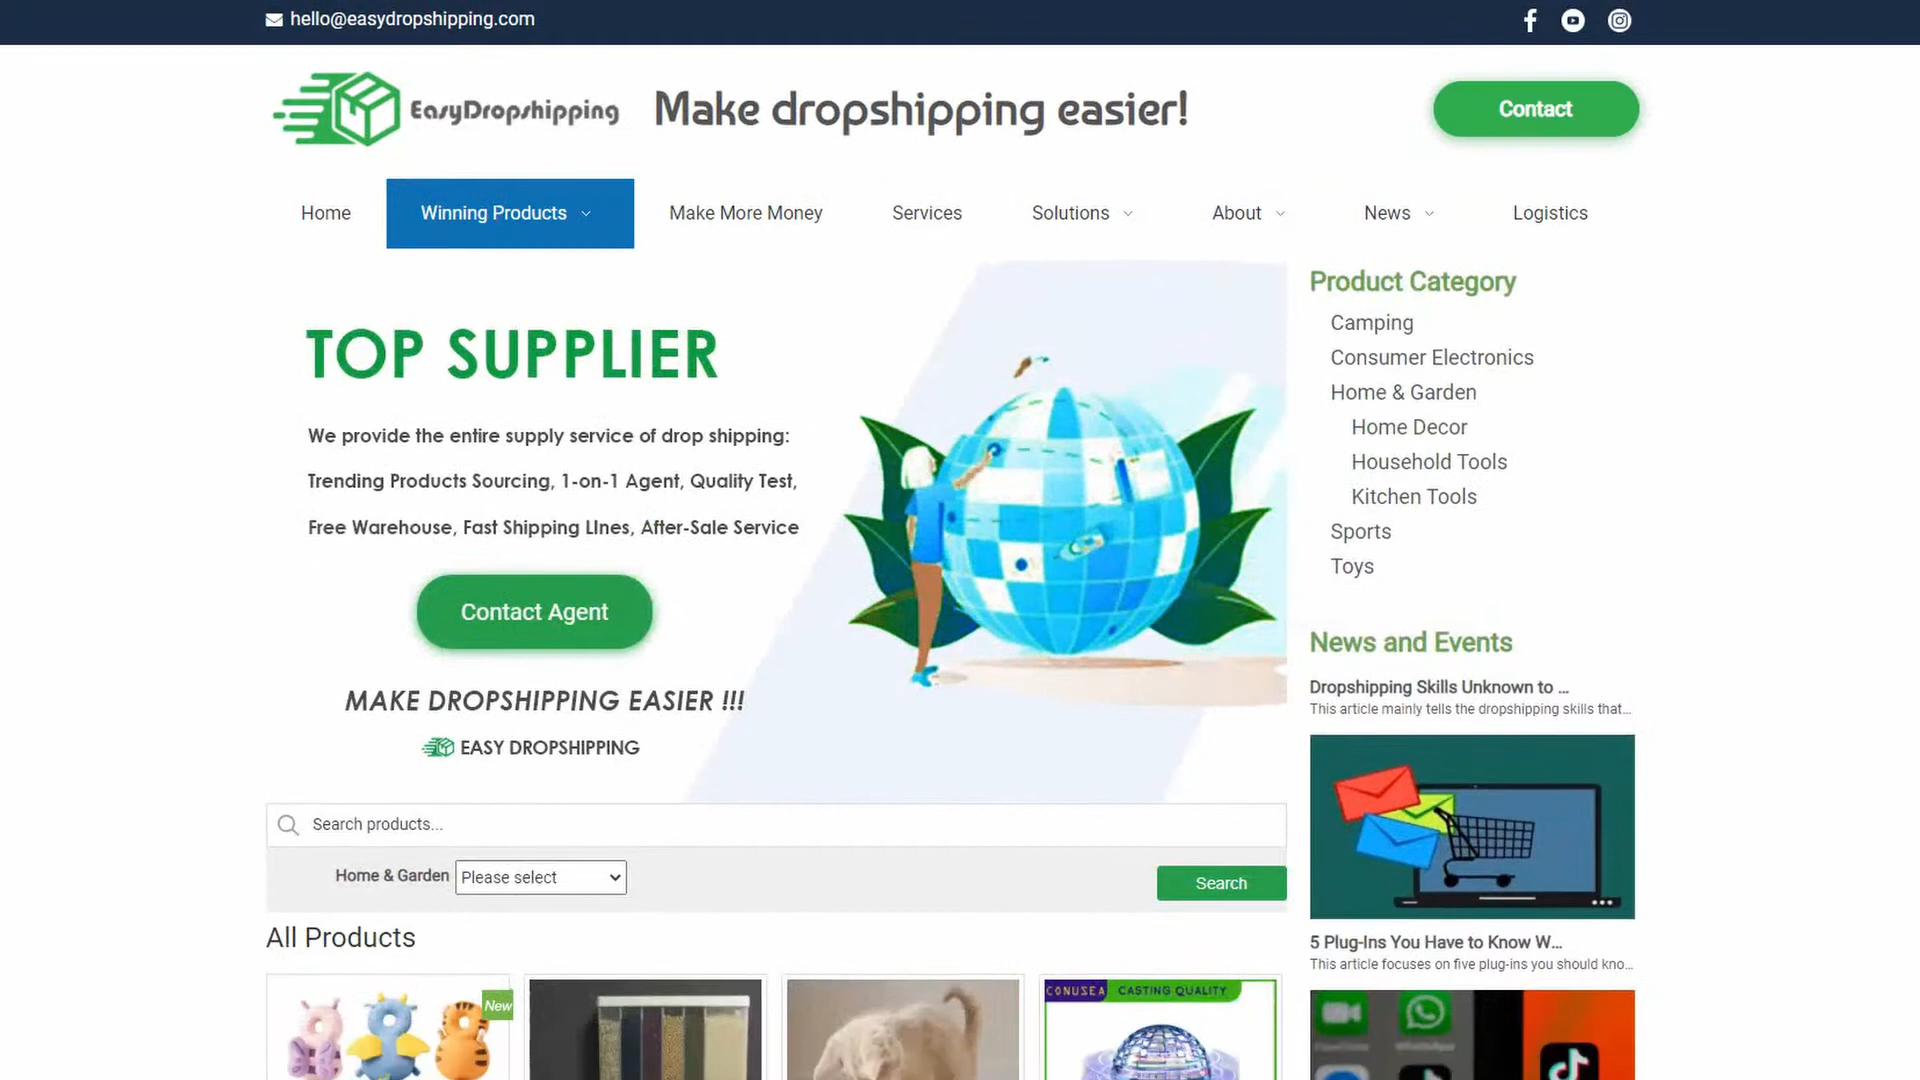 hello@easydropshipping.com
EasyDropshipping
Make dropshipping easier!
Contact
Home
Winning Products
Make More Money
Services
Solutions
About
News
Logistics
TOP SUPPLIER
We provide the entire supply service of drop shipping:
Trending Products Sourcing, 1-on-1 Agent, Quality Test,
Free Warehouse, Fast Shipping LInes, After-Sale Service
Contact Agent
MAKE DROPSHIPPING EASIER !!!
EASY DROPSHIPPING
Product Category
Camping
Consumer Electronics
Home & Garden
Home Decor
Household Tools
Kitchen Tools
Sports
Toys
News and Events
Dropshipping Skills Unknown to ...
This article mainly tells the dropshipping skills that...
5 Plug-Ins You Have to Know W...
This article focuses on five plug-ins you should kno...
Search products...
Home & Garden
Please select
Search
All Products
New
CONUSEA
CASTING QUALITY